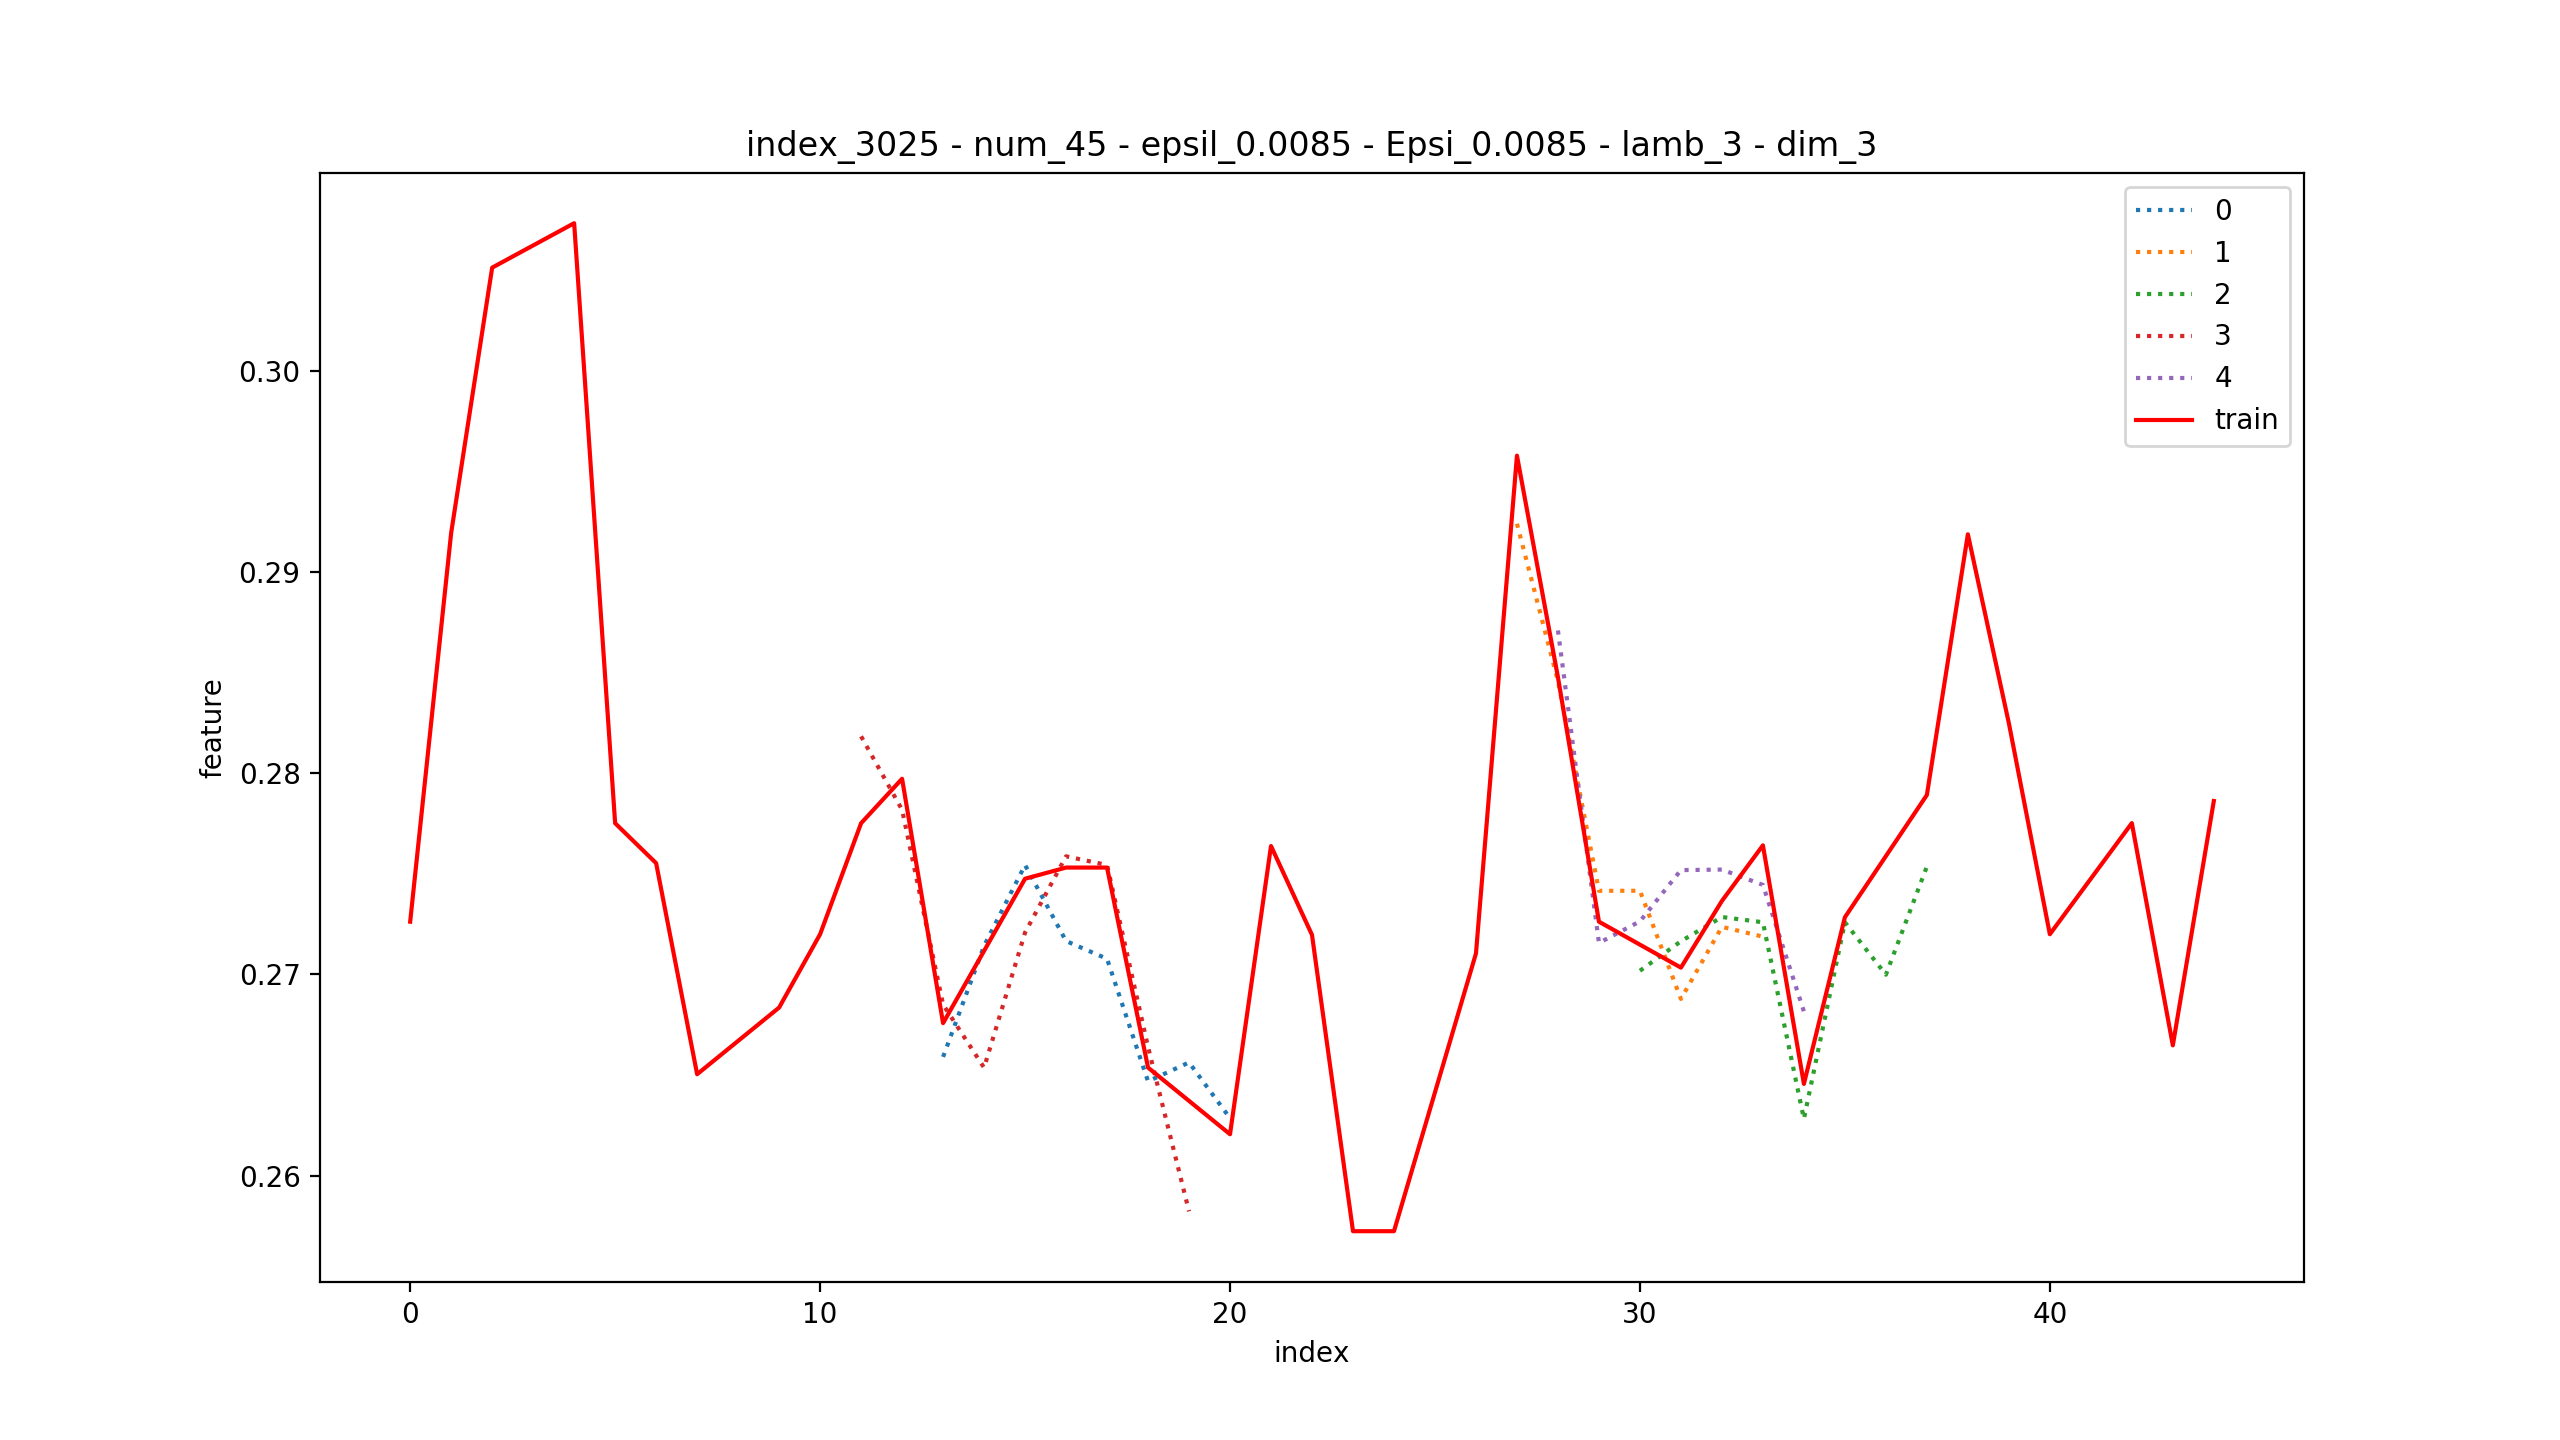 index_3025 - num_45 - epsil_0.0085 - Epsi_0.0085 - lamb_3 - dim_3
0
1
2
3
4
train
feature
0.30
0.29
0.28
0.27
0.26
0 10 20 30 40
index